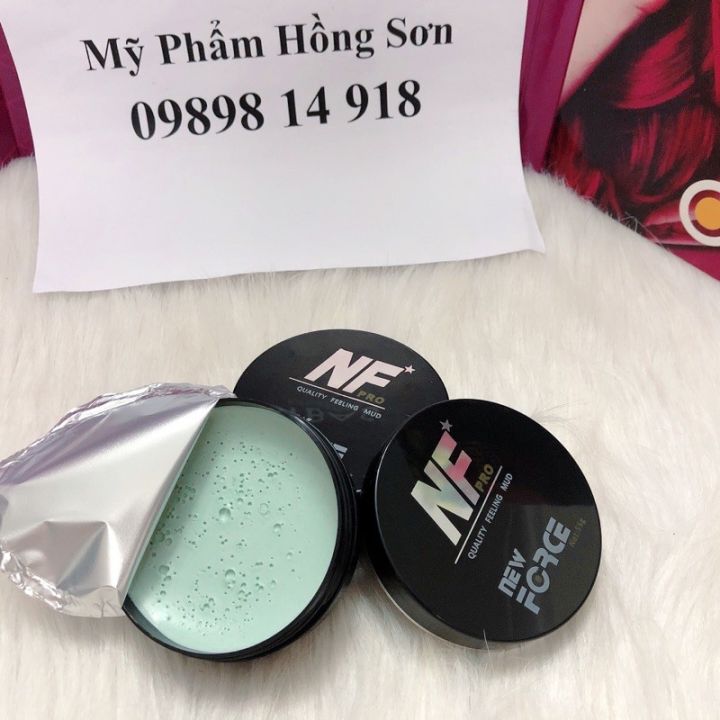 Mỹ Phẩm Hồng Sơn
09898 14 918
NF
PRO
QUALITY FEELING MUD
NF
PRO
QUALITY FEELING MUD
NEW
FORCE